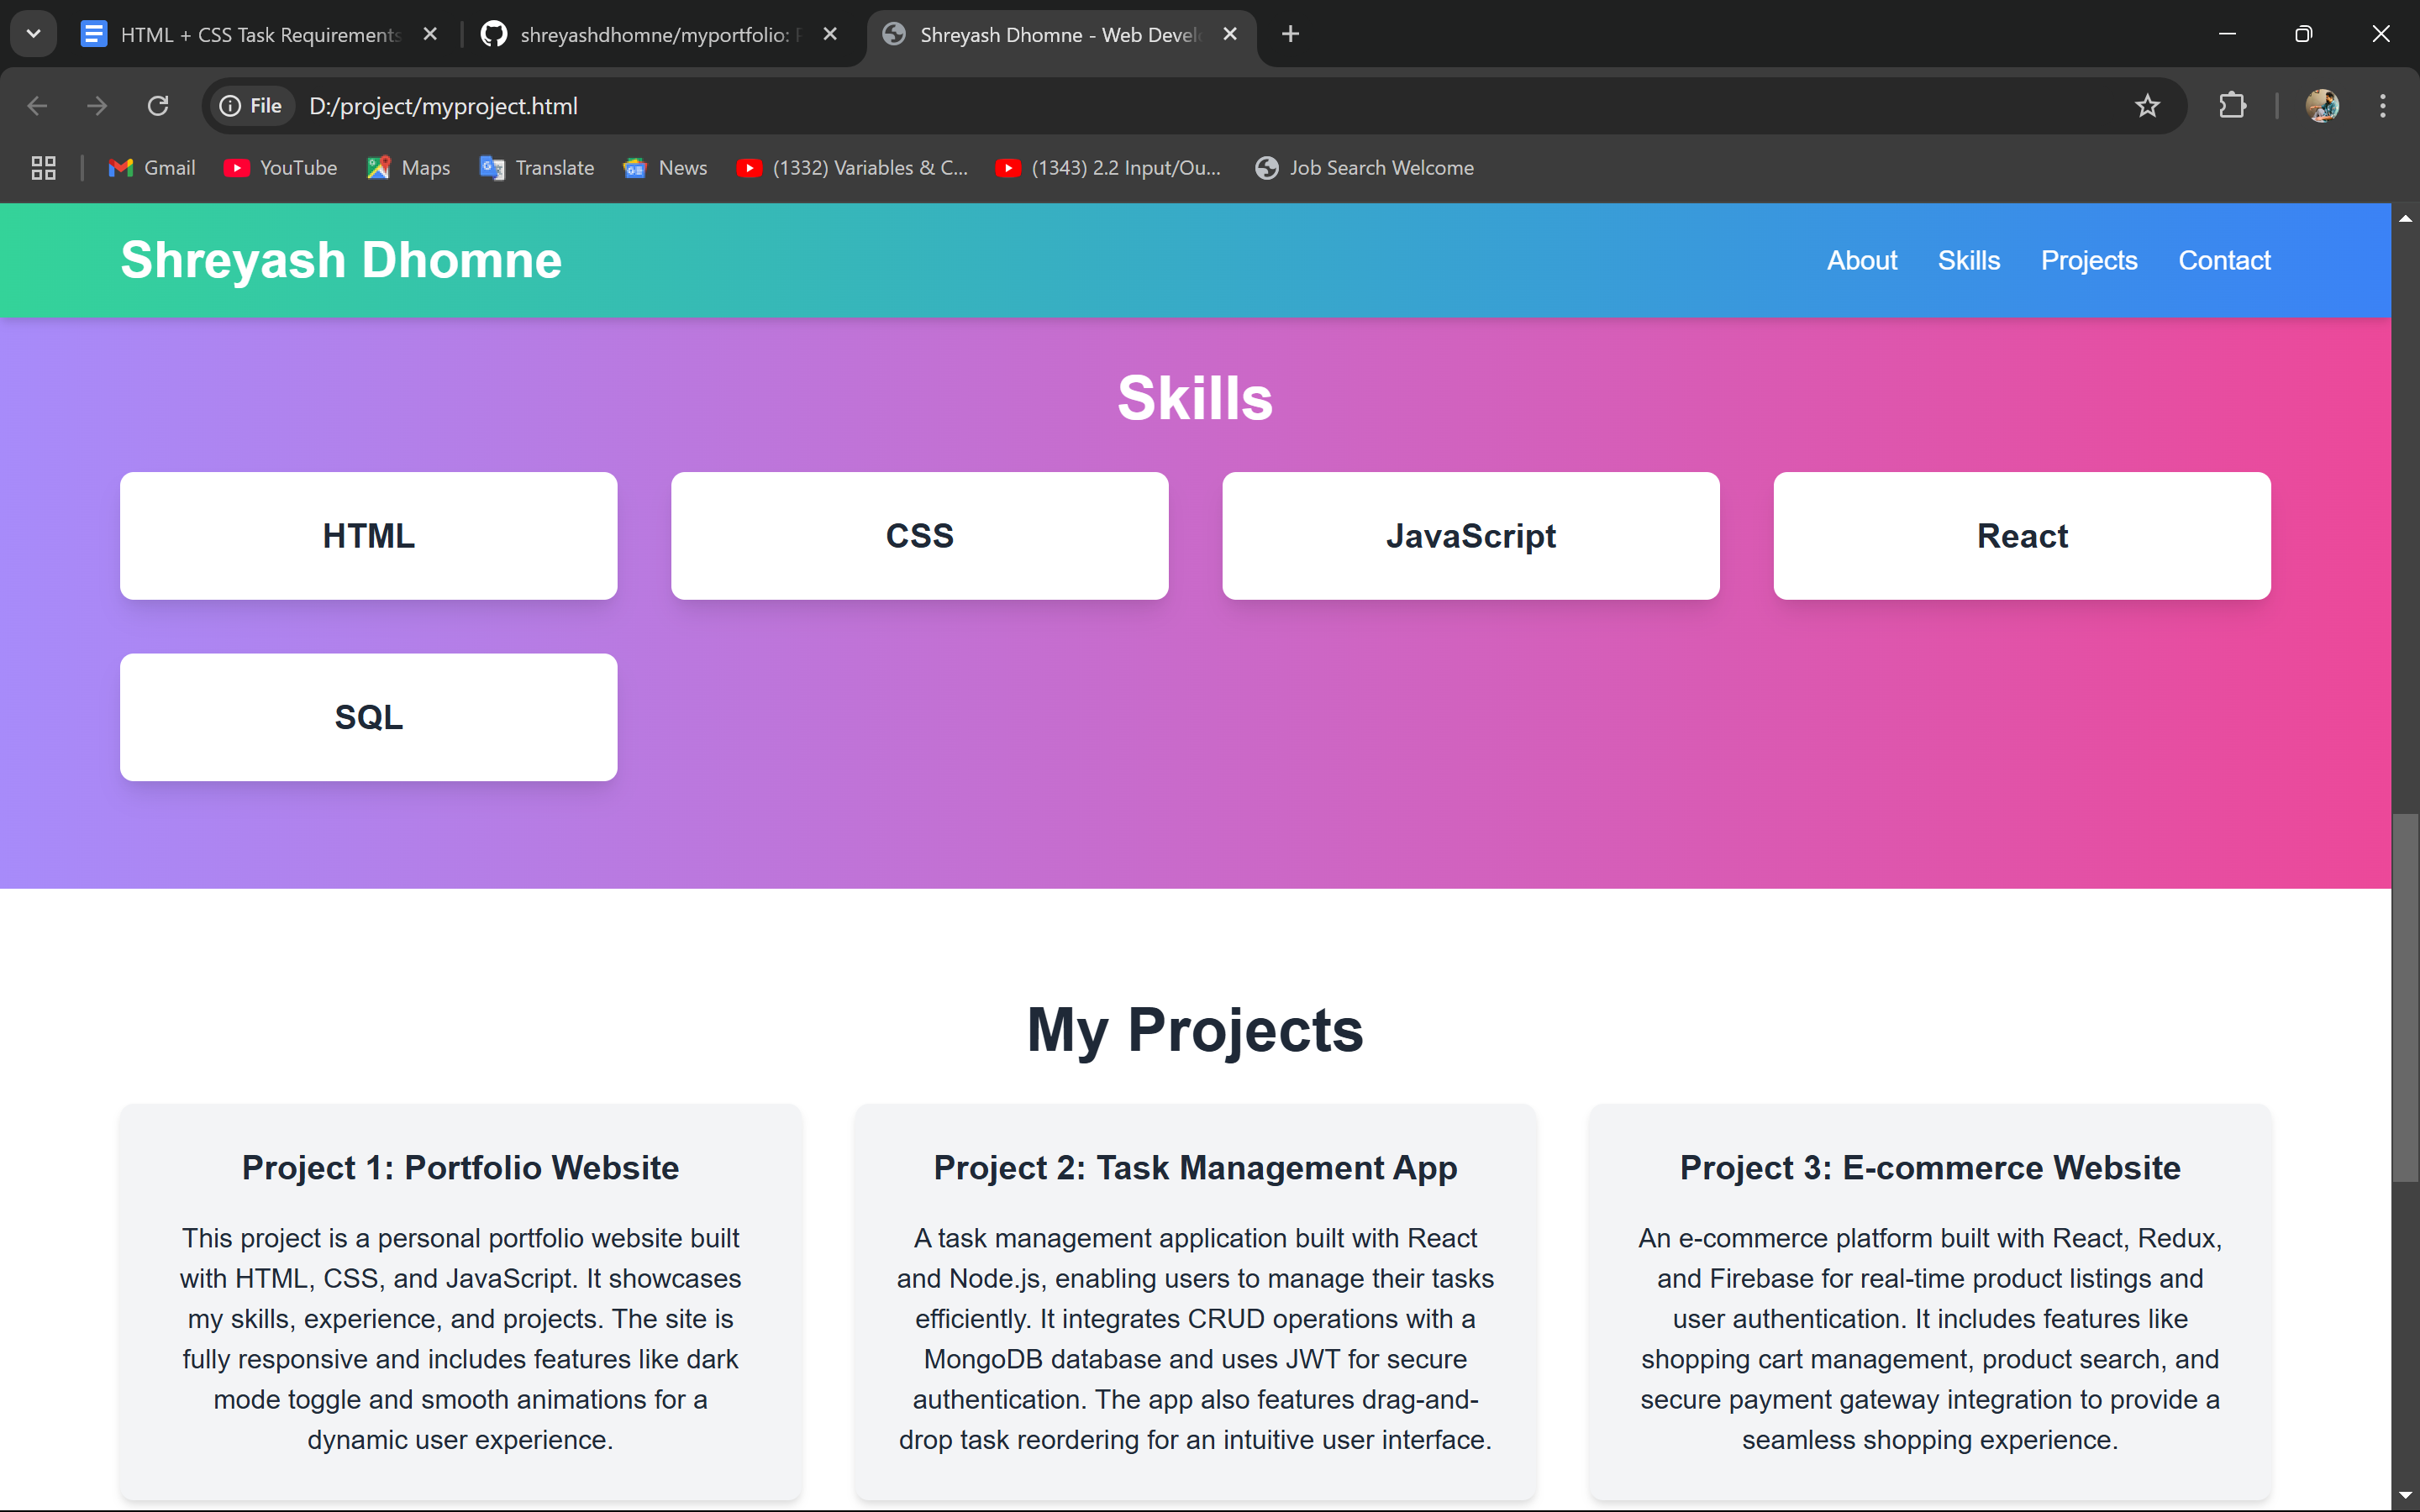 HTML + CSS Task Requirements
shreyashdhomne/myportfolio:
Shreyash Dhomne - Web Devel
File
D:/project/myproject.html
Gmail
YouTube
Maps
Translate
News
(1332) Variables & C...
(1343) 2.2 Input/Ou...
Job Search Welcome
Shreyash Dhomne
About
Skills
Projects
Contact
Skills
HTML
CSS
JavaScript
React
SQL
My Projects
Project 1: Portfolio Website
This project is a personal portfolio website built
with HTML, CSS, and JavaScript. It showcases
my skills, experience, and projects. The site is
fully responsive and includes features like dark
mode toggle and smooth animations for a
dynamic user experience.
Project 2: Task Management App
A task management application built with React
and Node.js, enabling users to manage their tasks
efficiently. It integrates CRUD operations with a
MongoDB database and uses JWT for secure
authentication. The app also features drag-and-
drop task reordering for an intuitive user interface.
Project 3: E-commerce Website
An e-commerce platform built with React, Redux,
and Firebase for real-time product listings and
user authentication. It includes features like
shopping cart management, product search, and
secure payment gateway integration to provide a
seamless shopping experience.